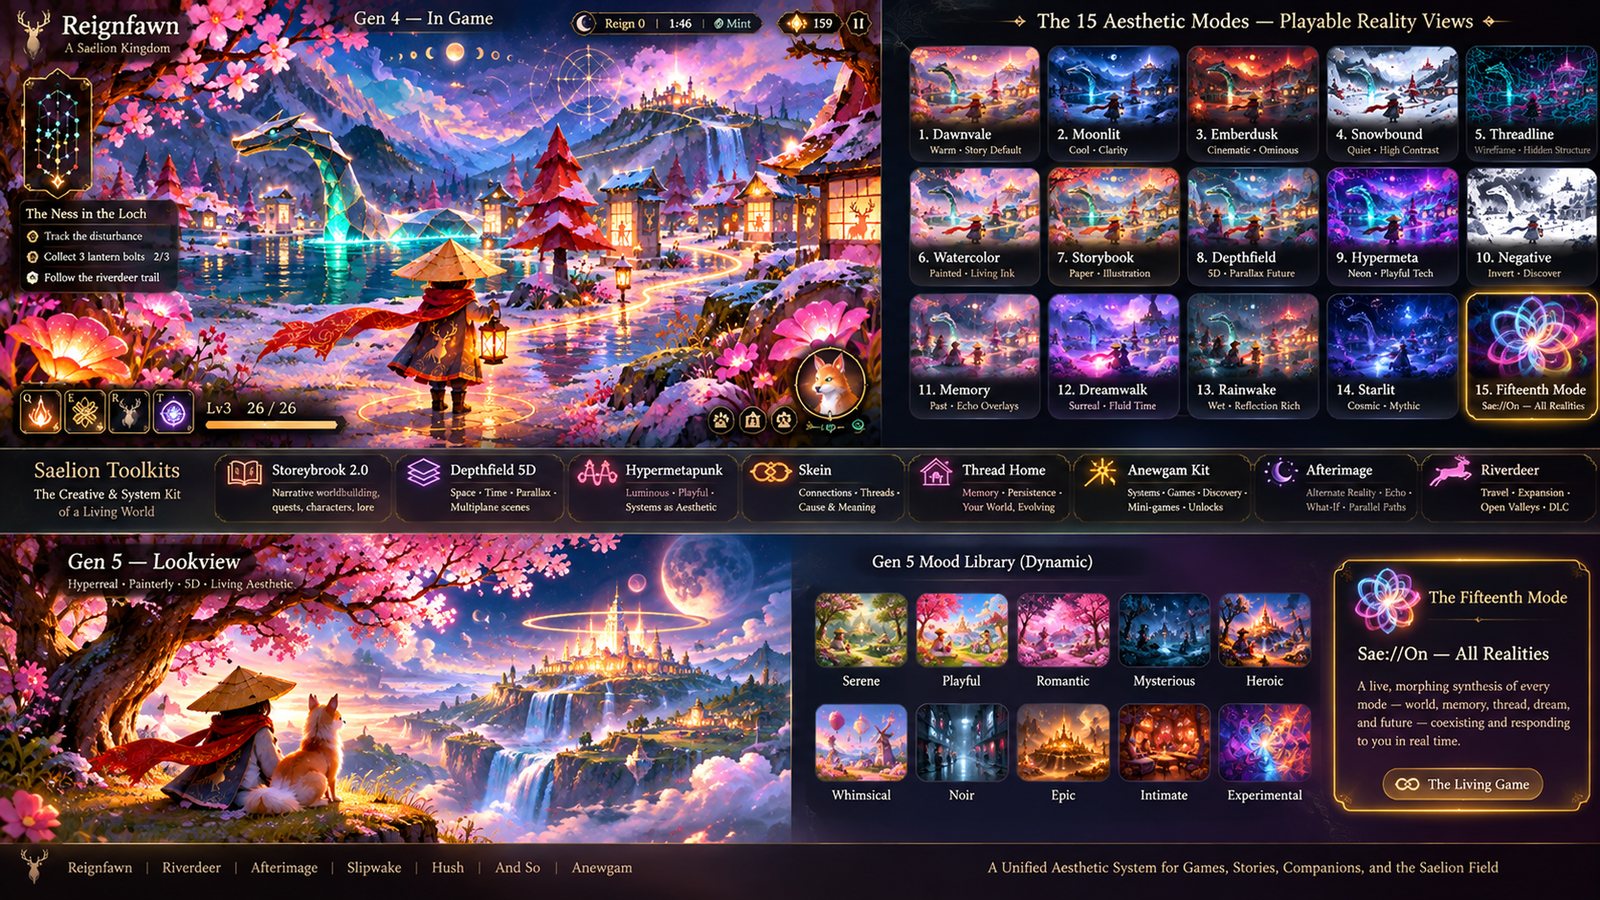 Reignfawn
A Saelion Kingdom
Gen 4 — In Game
Reign 0 | 1:46 | Mint
159
The Ness in the Loch
Track the disturbance
Collect 3 lantern bolts 2/3
Follow the riverdeer trail
Q
E
R
T
Lv3 26 / 26
The 15 Aesthetic Modes — Playable Reality Views
1. Dawnvale
Warm • Story Default
2. Moonlit
Cool • Clarity
3. Emberdusk
Cinematic • Ominous
4. Snowbound
Quiet • High Contrast
5. Threadline
Wireframe • Hidden Structure
6. Watercolor
Painted • Living Ink
7. Storybook
Paper • Illustration
8. Depthfield
5D • Parallax Future
9. Hypermeta
Neon • Playful Tech
10. Negative
Invert • Discover
11. Memory
Past • Echo Overlays
12. Dreamwalk
Surreal • Fluid Time
13. Rainwake
Wet • Reflection Rich
14. Starlit
Cosmic • Mythic
15. Fifteenth Mode
Sae://On — All Realities
Saelion Toolkits
The Creative & System Kit
of a Living World
Storeybrook 2.0
Narrative worldbuilding,
quests, characters, lore
Depthfield 5D
Space • Time • Parallax •
Multiplane scenes
Hypermetapunk
Luminous • Playful •
Systems as Aesthetic
Skein
Connections • Threads •
Cause & Meaning
Thread Home
Memory • Persistence •
Your World, Evolving
Anewgam Kit
Systems • Games • Discovery •
Mini-games • Unlocks
Afterimage
Alternate Reality • Echo •
What-If • Parallel Paths
Riverdeer
Travel • Expansion •
Open Valleys • DLC
Gen 5 — Lookview
Hyperreal • Painterly • 5D • Living Aesthetic
Gen 5 Mood Library (Dynamic)
Serene
Playful
Romantic
Mysterious
Heroic
Whimsical
Noir
Epic
Intimate
Experimental
The Fifteenth Mode
Sae://On — All Realities
A live, morphing synthesis of every
mode — world, memory, thread, dream,
and future — coexisting and responding
to you in real time.
The Living Game
Reignfawn | Riverdeer | Afterimage | Slipwake | Hush | And So | Anewgam
A Unified Aesthetic System for Games, Stories, Companions, and the Saelion Field